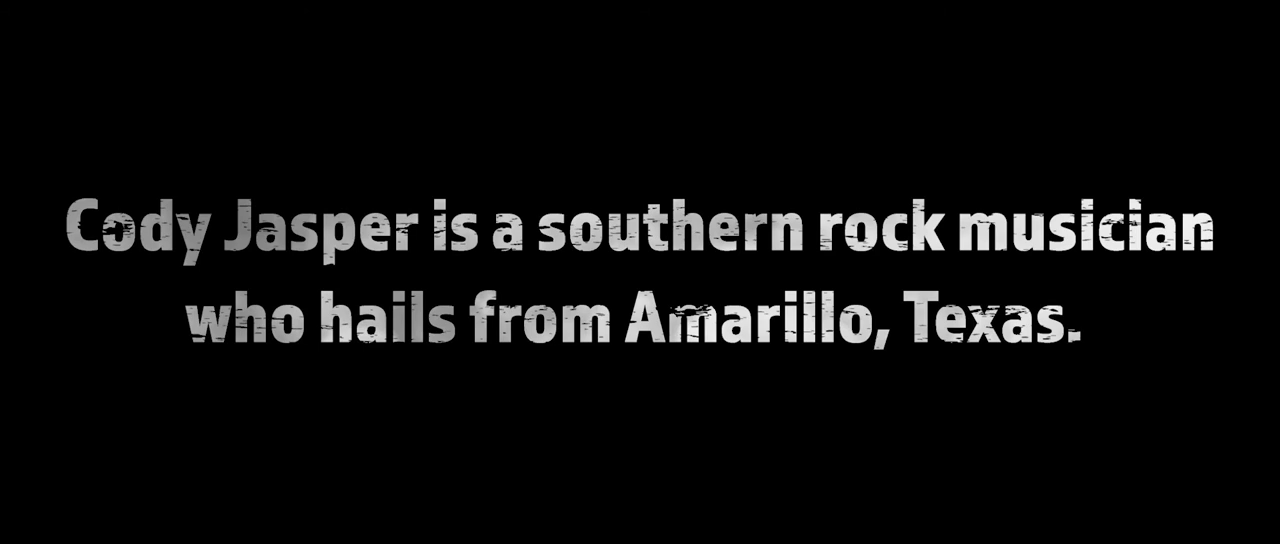 Cody Jasper is a southern rock musician
who hails from Amarillo, Texas.